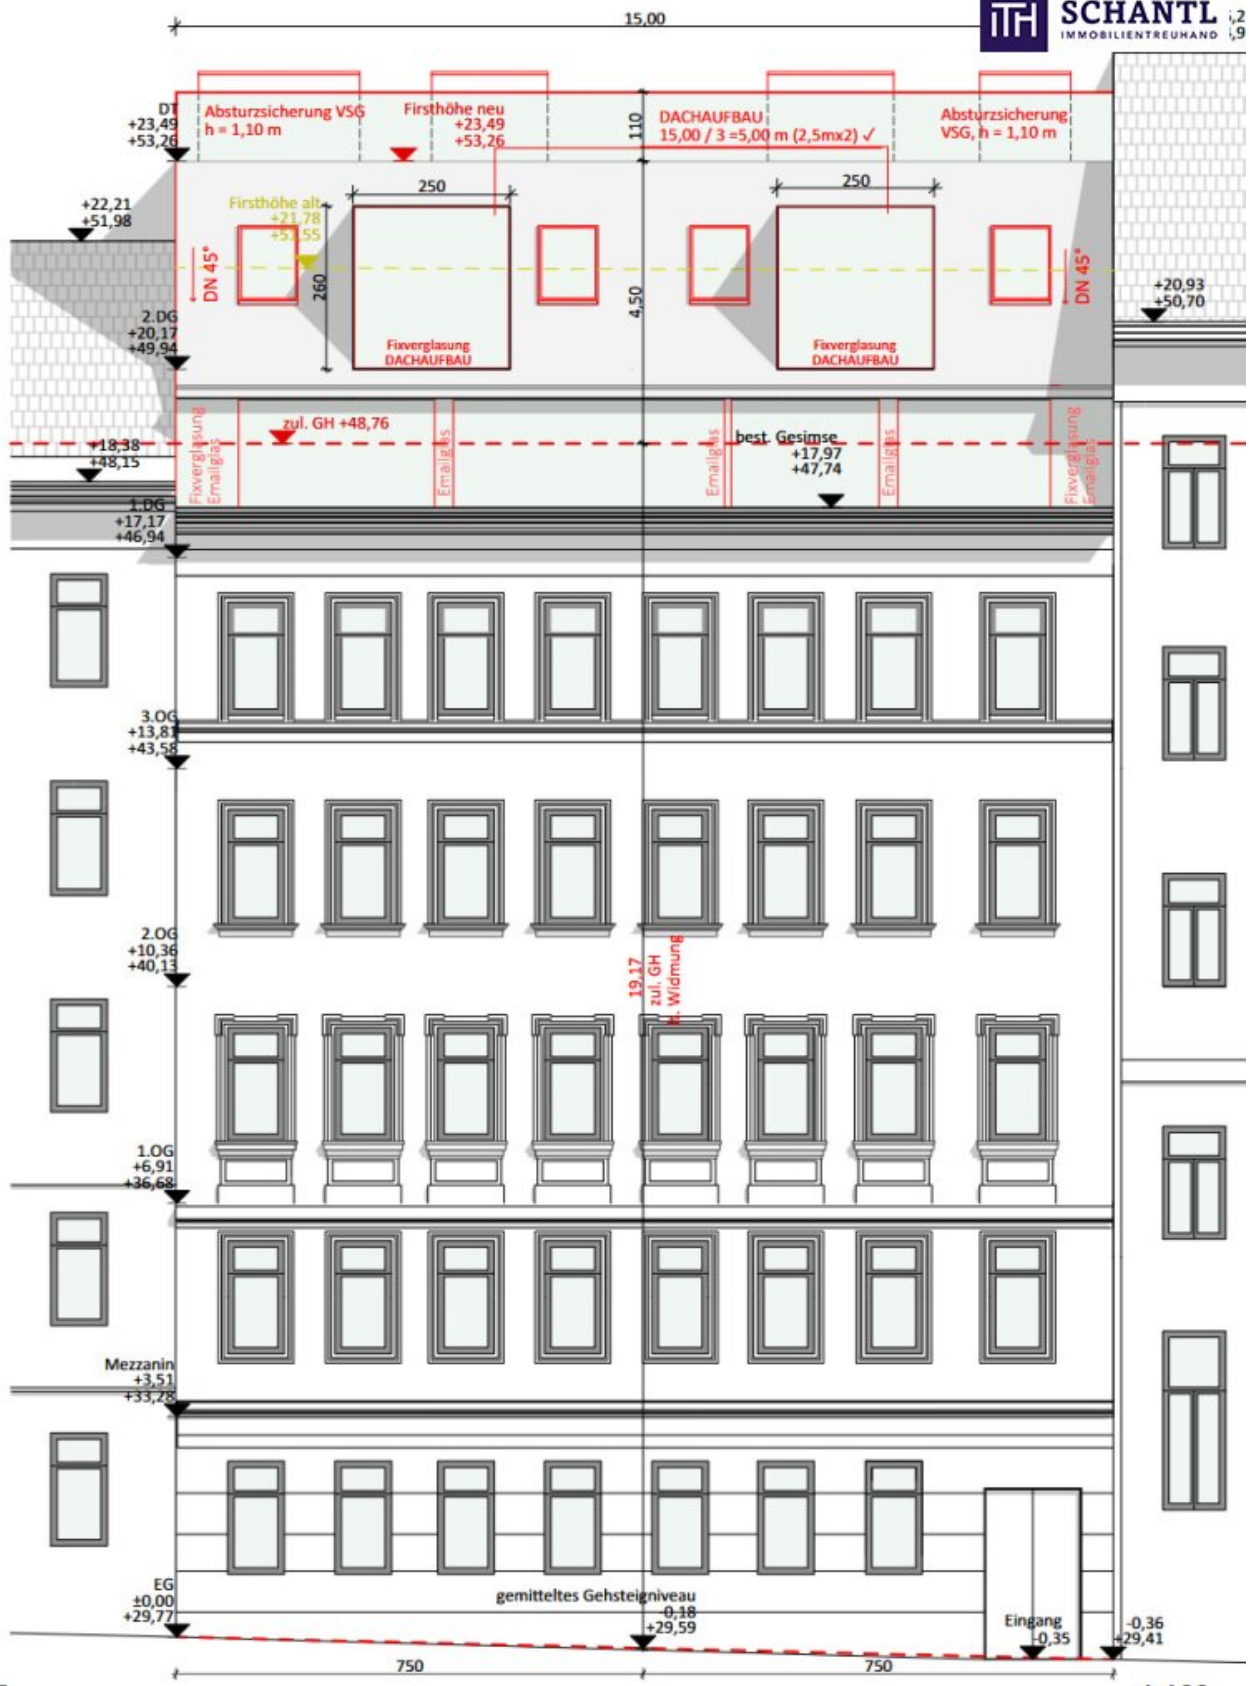 15,00
ITH SCHANTL
IMMOBILIENTREUHAND
DT
+23,49
+53,26
Absturzsicherung VSG
h = 1,10 m
Firsthöhe neu
+23,49
+53,26
110
DACHAUFBAU
15,00 / 3 =5,00 m (2,5mx2) ✓
Absturzsicherung
VSG, h = 1,10 m
+22,21
+51,98
Firsthöhe alt
+21,78
+51,55
250
250
DN 45°
260
4,50
DN 45°
+20,93
+50,70
2.DG
+20,17
+49,94
Fixverglasung
DACHAUFBAU
Fixverglasung
DACHAUFBAU
zul. GH +48,76
Fixverglasung
Emailglas
Emailglas
Emailglas
best. Gesimse
+17,97
+47,74
Emailglas
Fixverglasung
Emailglas
+18,38
+48,15
1.DG
+17,17
+46,94
3.OG
+13,81
+43,58
2.OG
+10,36
+40,13
19,17
zul. GH
h. Widmung
1.OG
+6,91
+36,68
Mezzanin
+3,51
+33,28
EG
±0,00
+29,77
gemitteltes Gehsteigniveau
-0,18
+29,59
Eingang
-0,35
-0,36
+29,41
750
750